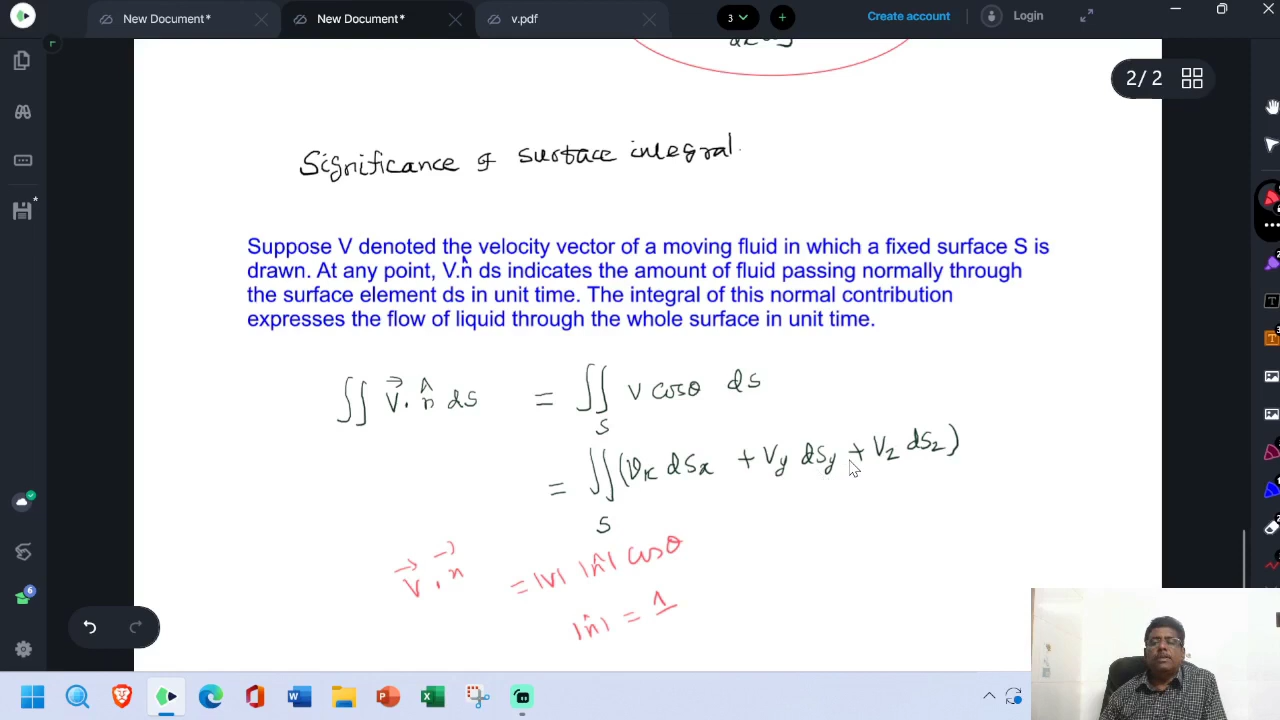 New Document*
New Document*
v.pdf
3
Create account
Login
2/2
Significance of surface integral.
Suppose V denoted the velocity vector of a moving fluid in which a fixed surface S is
drawn. At any point, V.n̂ ds indicates the amount of fluid passing normally through
the surface element ds in unit time. The integral of this normal contribution
expresses the flow of liquid through the whole surface in unit time.
∬ V⃗. n̂ ds = ∬_S v cosθ ds
= ∬_S (Vx dSx + Vy dSy + Vz dSz)
V⃗ . n⃗ = |V| |n̂| cosθ
|n̂| = 1
6